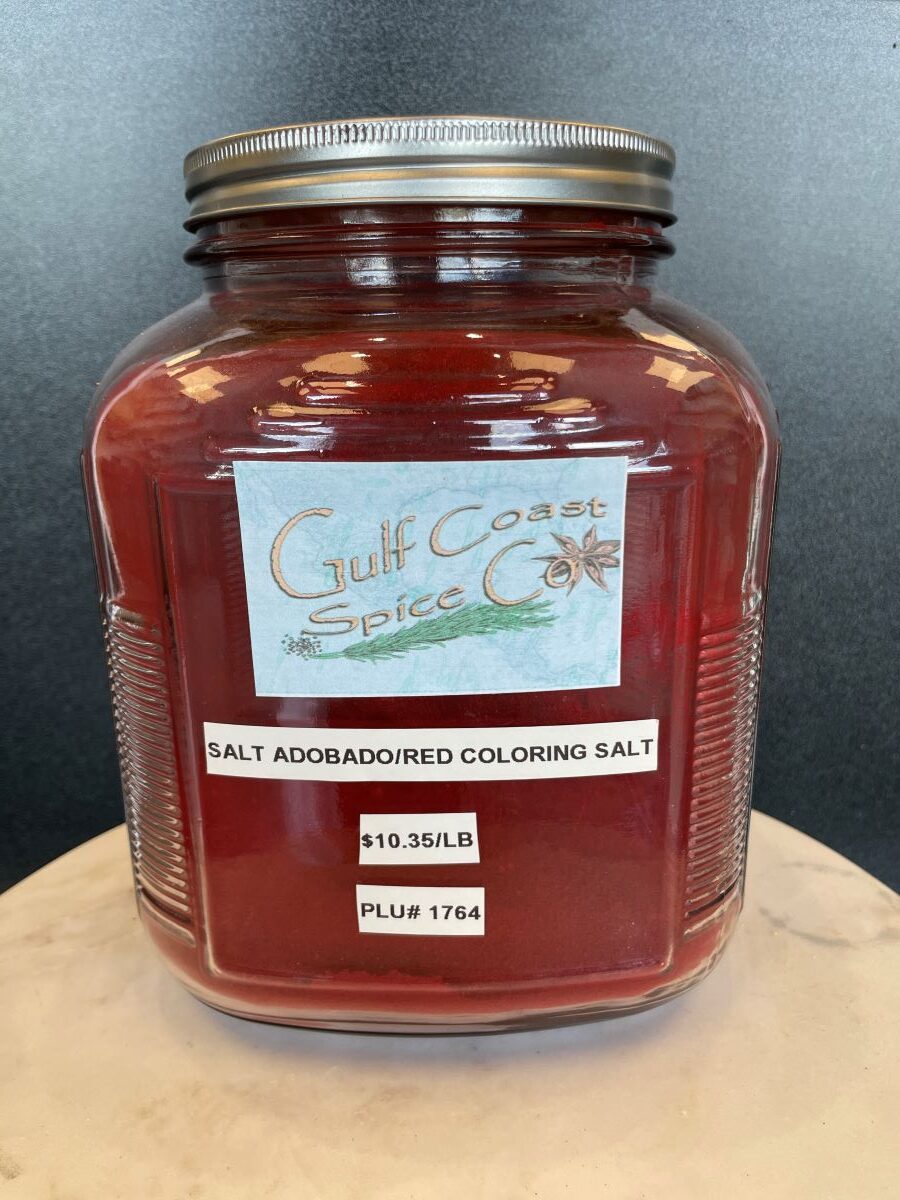 Gulf Coast
Spice Co
SALT ADOBADO/RED COLORING SALT
$10.35/LB
PLU# 1764